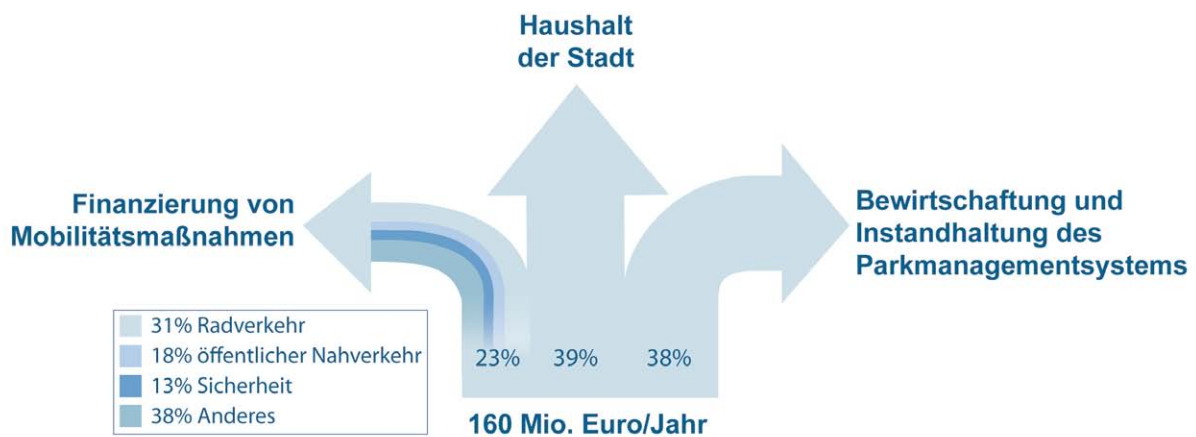 Haushalt
der Stadt
Finanzierung von
Mobilitätsmaßnahmen
Bewirtschaftung und
Instandhaltung des
Parkmanagementsystems
31% Radverkehr
18% öffentlicher Nahverkehr
13% Sicherheit
38% Anderes
23% 39% 38%
160 Mio. Euro/Jahr